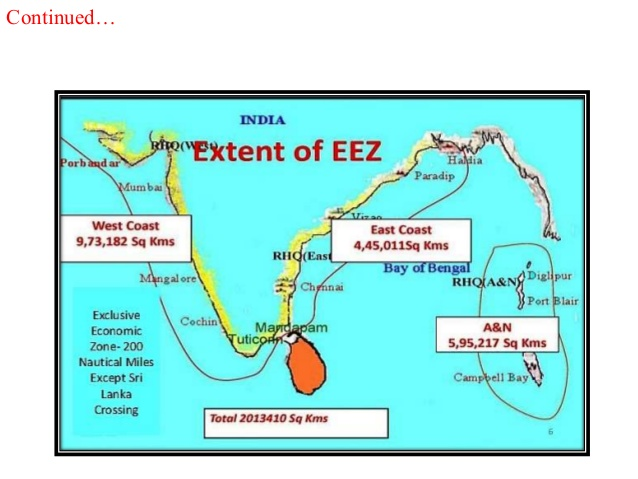 Continued…
INDIA
RHQ(West)
Extent of EEZ
Porbandar
Haldia
Paradip
Mumbai
Vizag
West Coast
9,73,182 Sq Kms
East Coast
4,45,011Sq Kms
RHQ(East
Bay of Bengal
Mangalore
Chennai
RHQ(A&N)
Diglipur
Port Blair
Exclusive
Economic
Zone- 200
Nautical Miles
Except Sri
Lanka
Crossing
Cochin
Mandapam
Tuticorin
A&N
5,95,217 Sq Kms
Campbell Bay
Total 2013410 Sq Kms
6